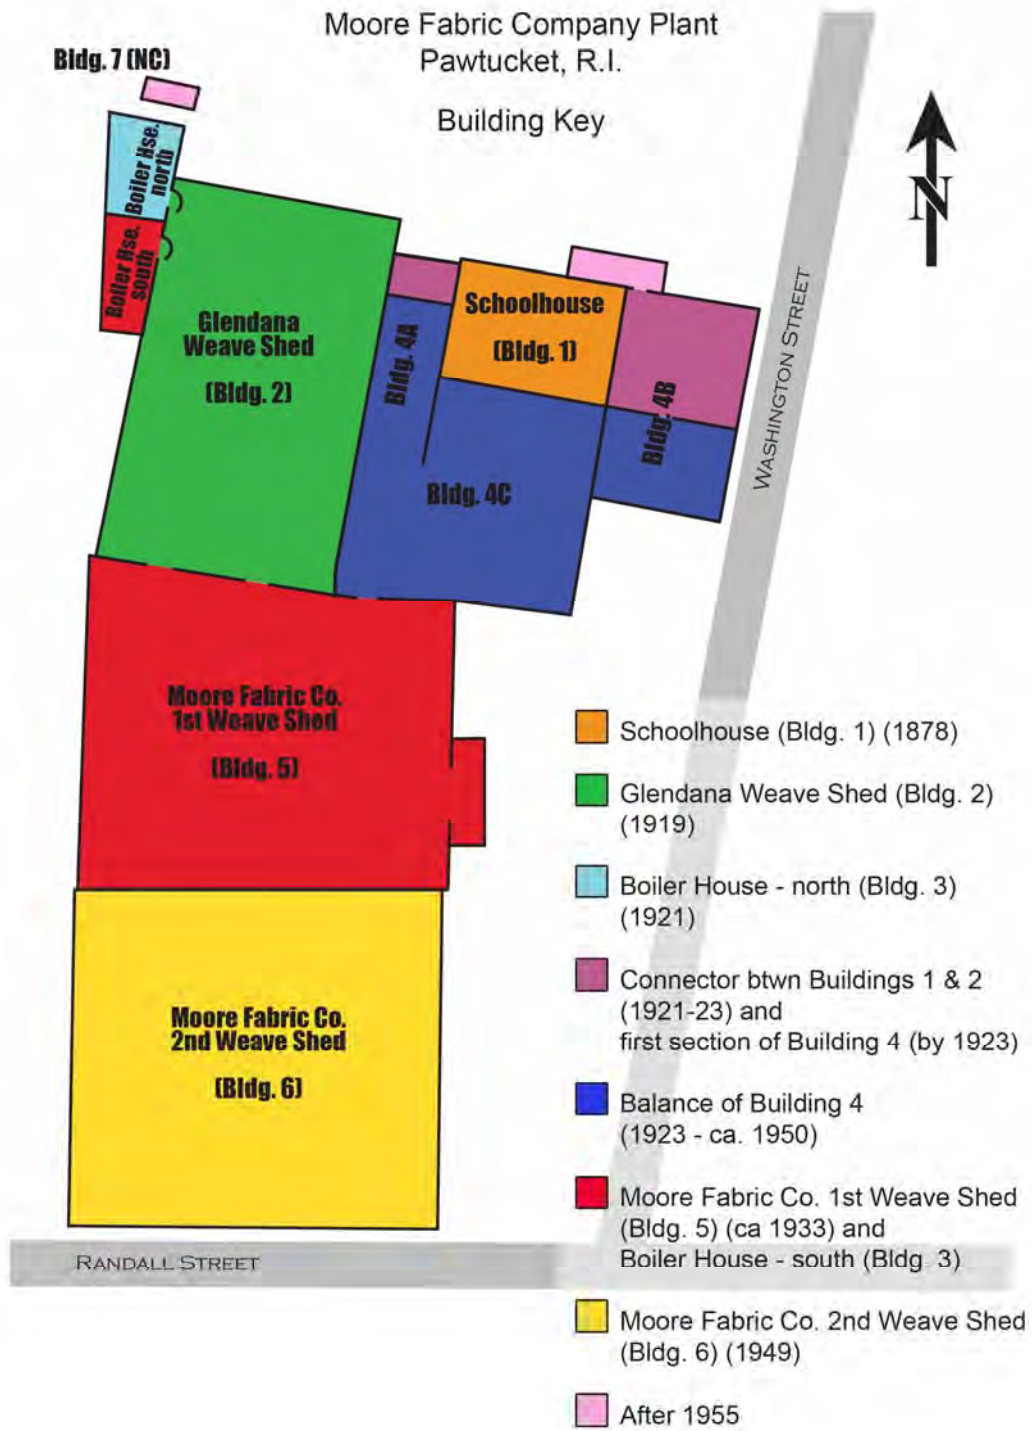 Moore Fabric Company Plant
Pawtucket, R.I.
Building Key
Bldg. 7 (NC)
Boiler Hse.
north
Boiler Hse.
south
N
Glendana
Weave Shed
(Bldg. 2)
Bldg. 4A
Schoolhouse
(Bldg. 1)
Bldg. 4B
Bldg. 4C
WASHINGTON STREET
Moore Fabric Co.
1st Weave Shed
(Bldg. 5)
Moore Fabric Co.
2nd Weave Shed
(Bldg. 6)
RANDALL STREET
Schoolhouse (Bldg. 1) (1878)
Glendana Weave Shed (Bldg. 2)
(1919)
Boiler House - north (Bldg. 3)
(1921)
Connector btwn Buildings 1 & 2
(1921-23) and
first section of Building 4 (by 1923)
Balance of Building 4
(1923 - ca. 1950)
Moore Fabric Co. 1st Weave Shed
(Bldg. 5) (ca 1933) and
Boiler House - south (Bldg. 3)
Moore Fabric Co. 2nd Weave Shed
(Bldg. 6) (1949)
After 1955